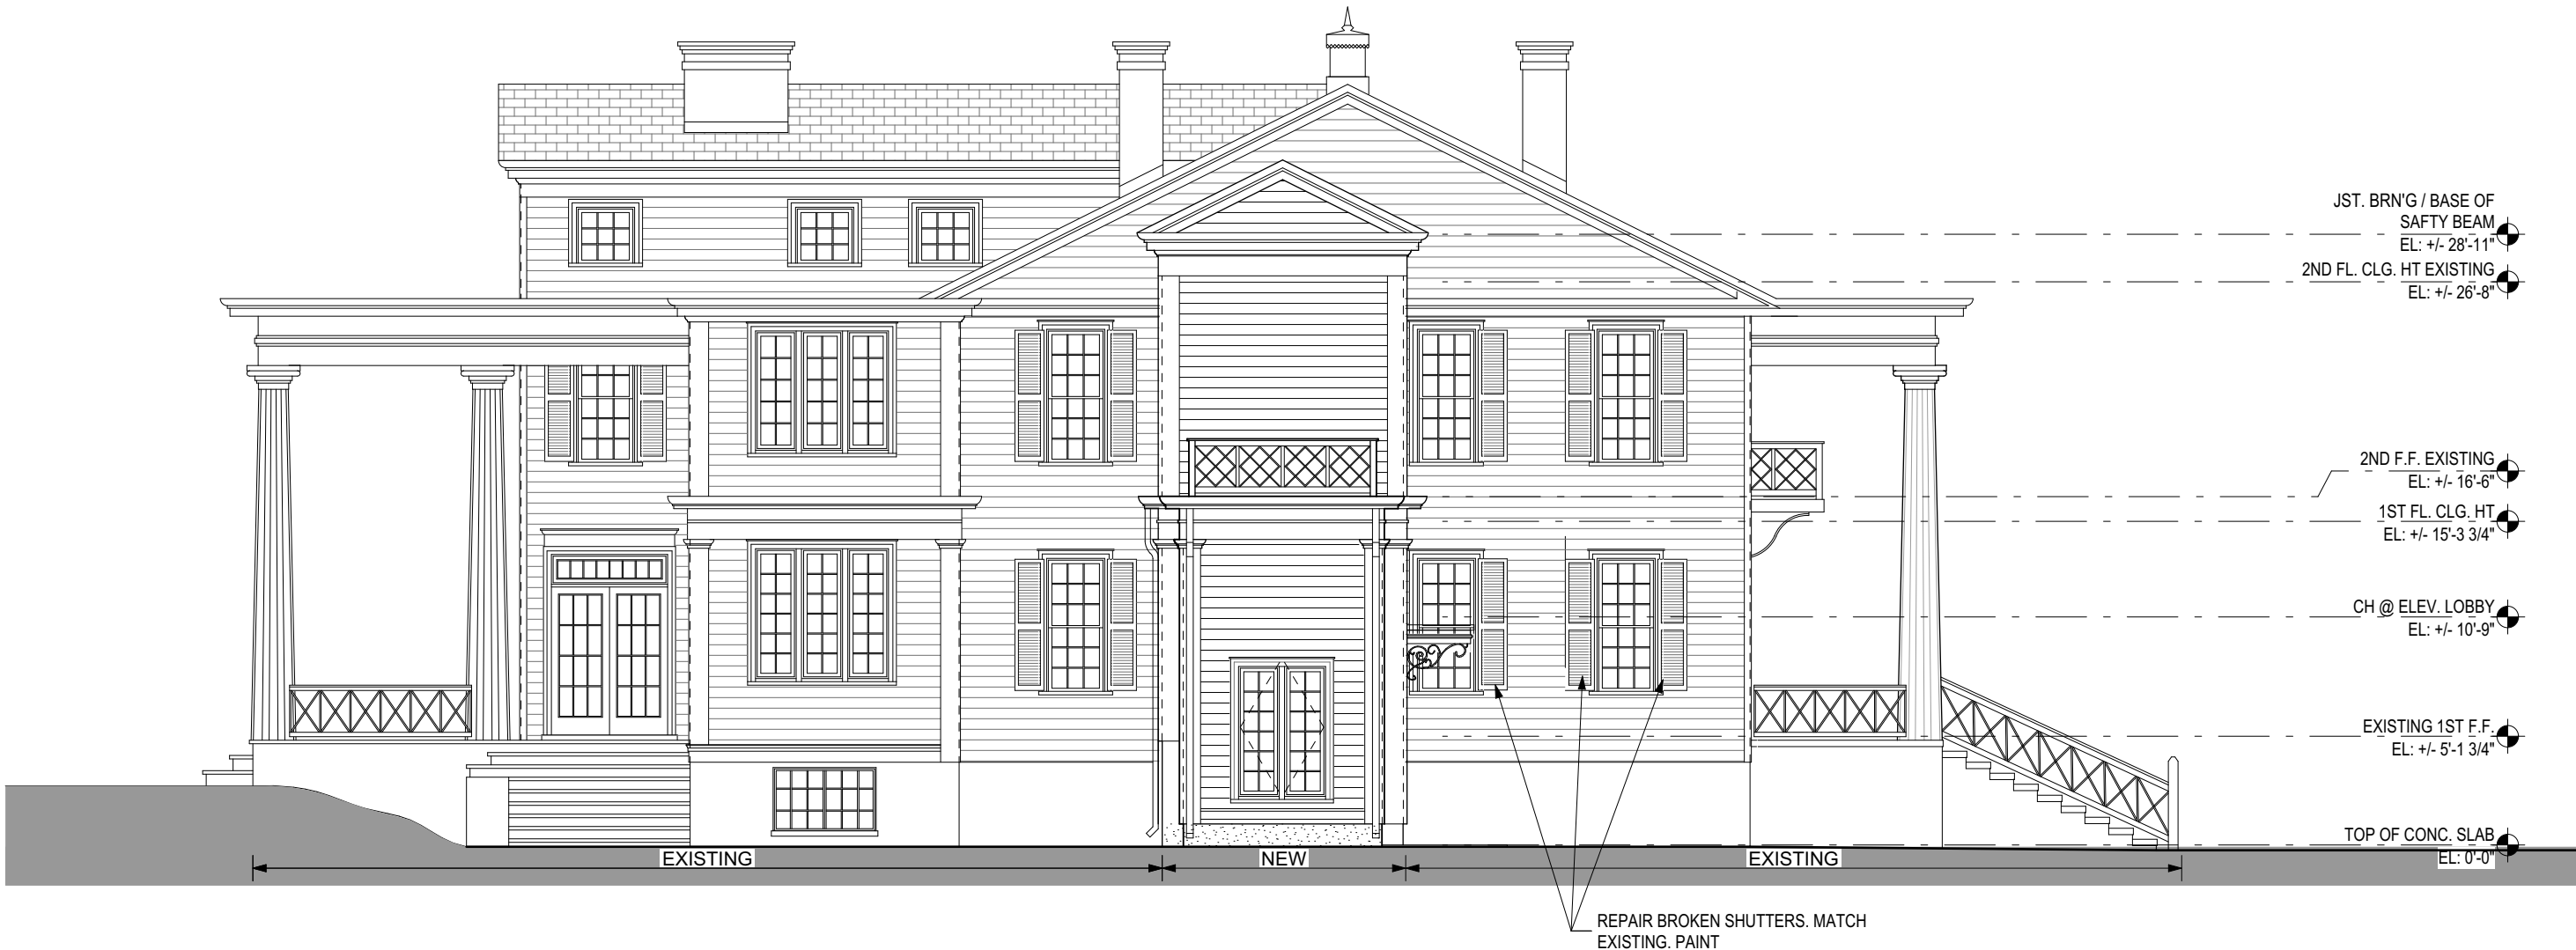 JST. BRN'G / BASE OF
SAFTY BEAM
EL: +/- 28'-11"
2ND FL. CLG. HT EXISTING
EL: +/- 26'-8"
2ND F.F. EXISTING
EL: +/- 16'-6"
1ST FL. CLG. HT
EL: +/- 15'-3 3/4"
CH @ ELEV. LOBBY
EL: +/- 10'-9"
EXISTING 1ST F.F.
EL: +/- 5'-1 3/4"
TOP OF CONC. SLAB
EL: 0'-0"
EXISTING
NEW
EXISTING
REPAIR BROKEN SHUTTERS. MATCH
EXISTING. PAINT